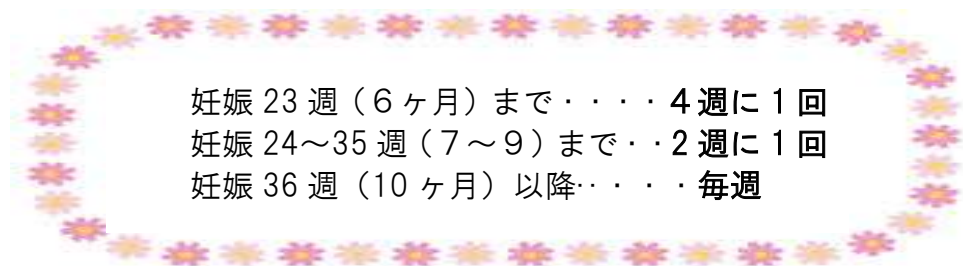 妊娠 23 週（６ヶ月）まで・・・・４週に１回
妊娠 24～35 週（７～９）まで・・2 週に１回
妊娠 36 週（10 ヶ月）以降‥・・・毎週